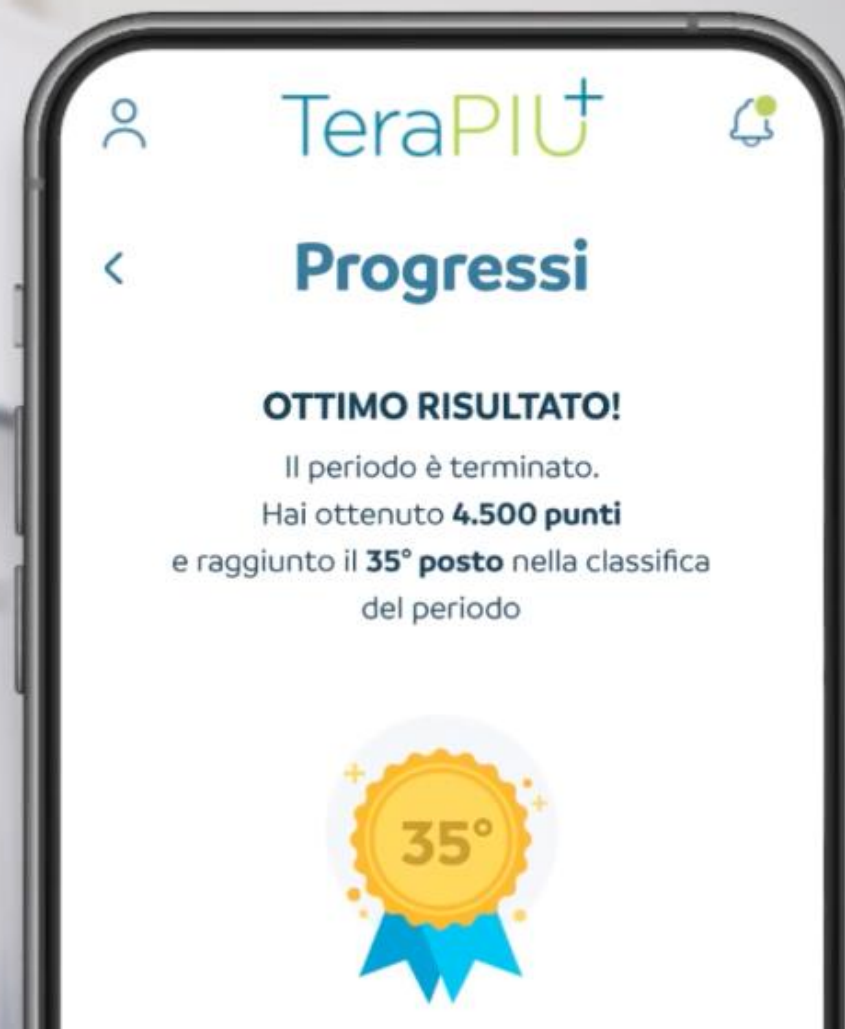 TeraPIU+
Progressi
OTTIMO RISULTATO!
Il periodo è terminato.
Hai ottenuto 4.500 punti
e raggiunto il 35° posto nella classifica
del periodo
35°